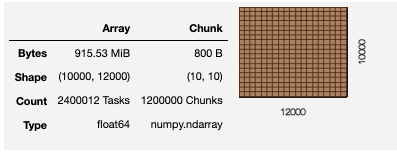 Array Chunk
Bytes 915.53 MiB 800 B
Shape (10000, 12000) (10, 10)
Count 2400012 Tasks 1200000 Chunks
Type float64 numpy.ndarray
10000
12000